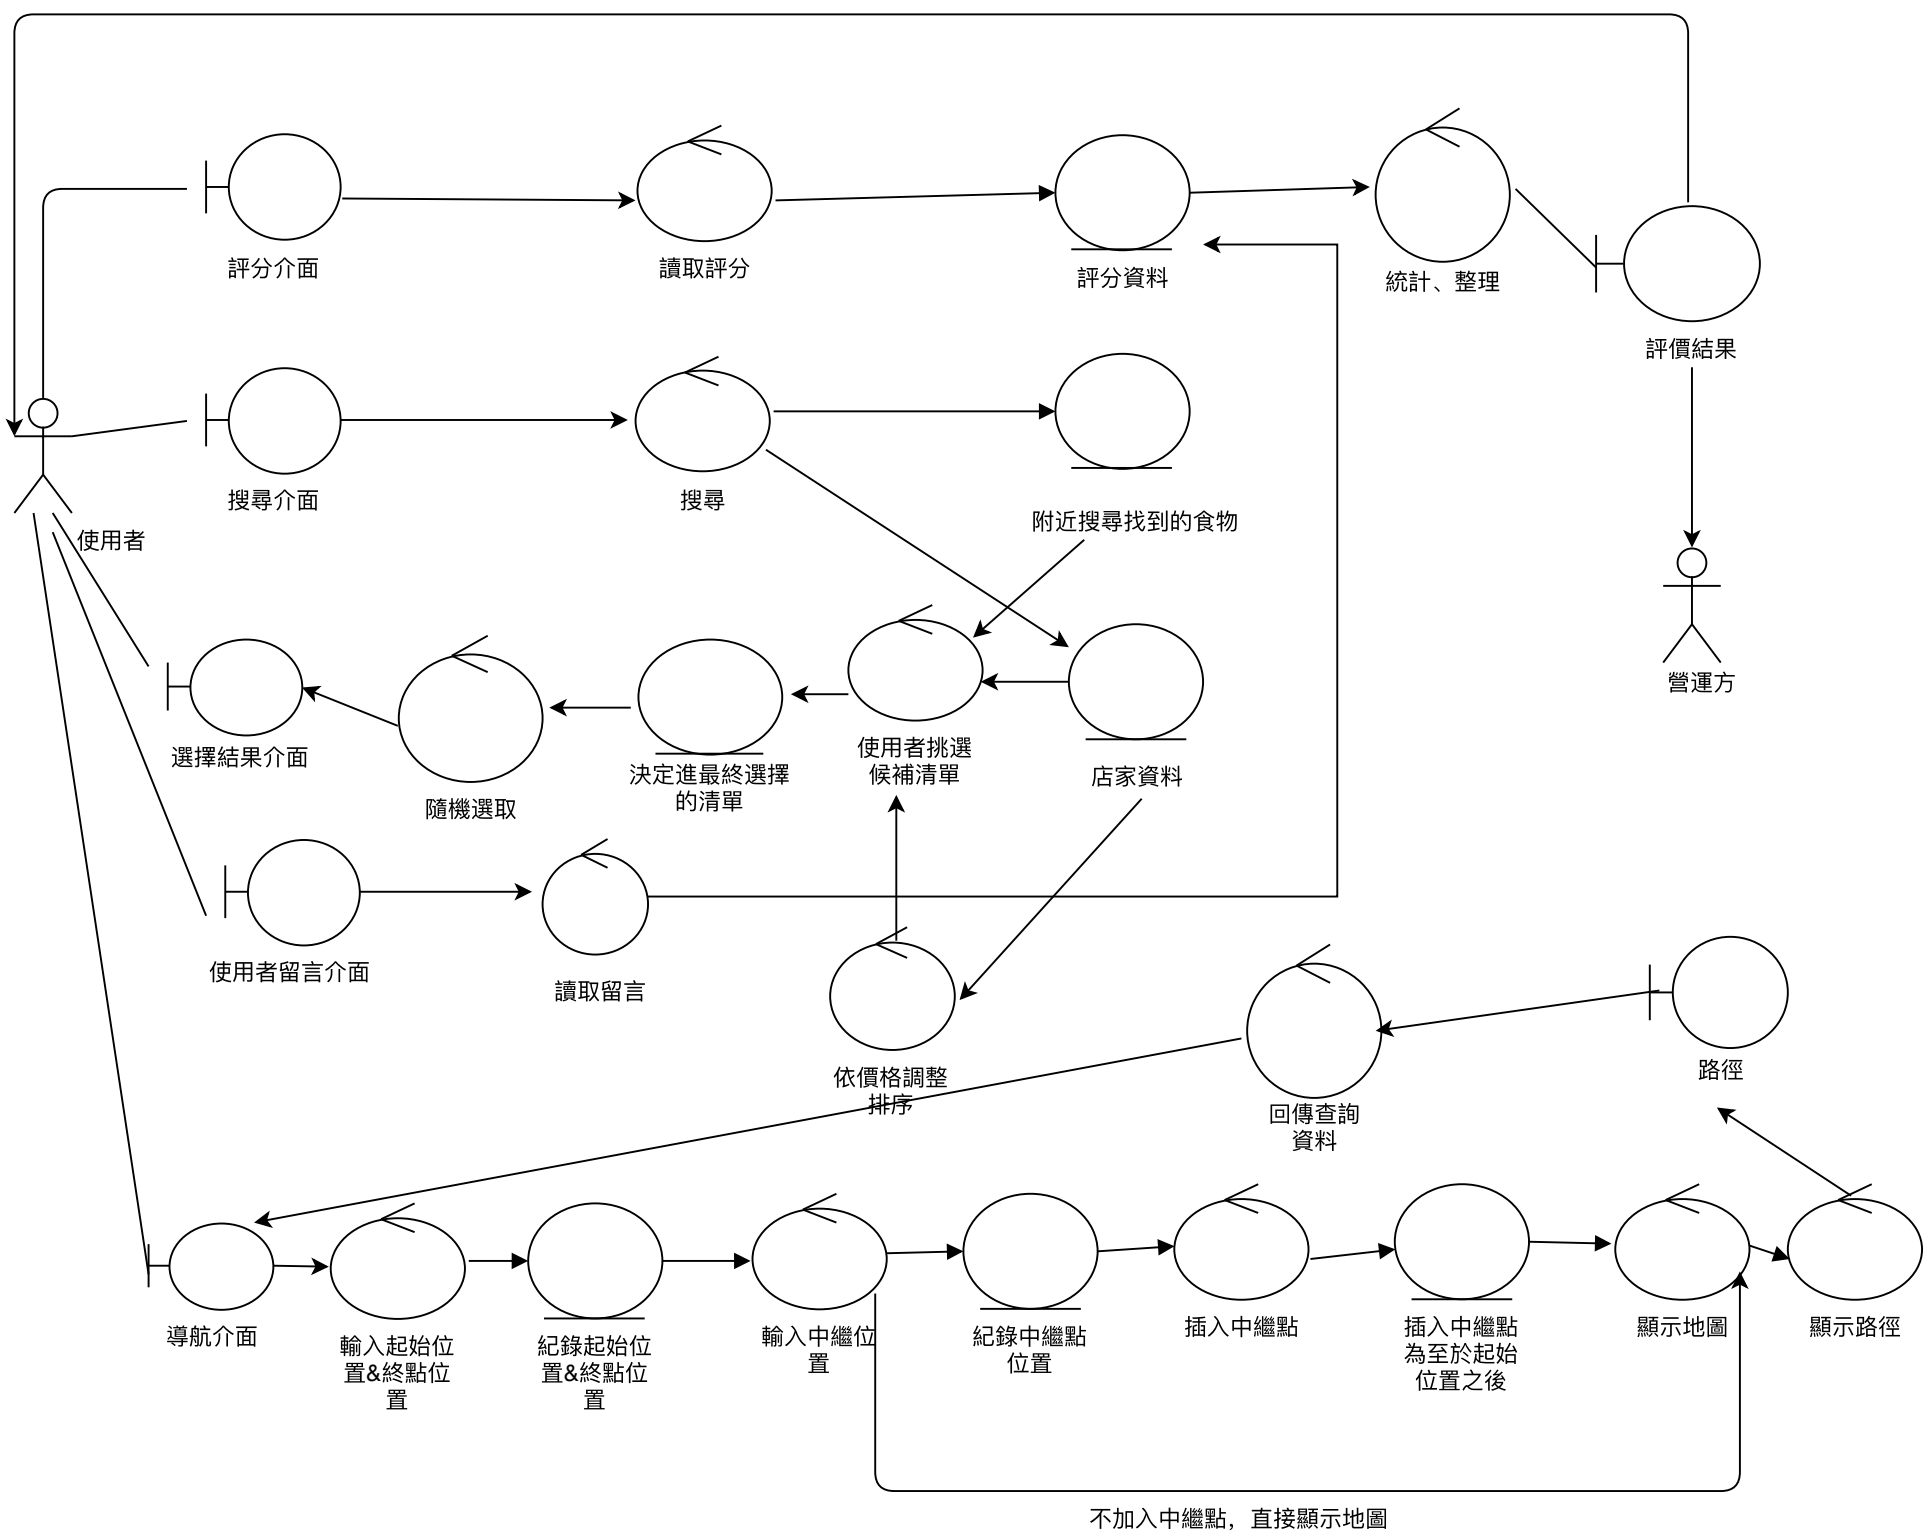 評分介面
讀取評分
評分資料
統計、整理
評價結果
搜尋介面
搜尋
附近搜尋找到的食物
使用者
營運方
選擇結果介面
隨機選取
決定進最終選擇
的清單
使用者挑選
候補清單
店家資料
使用者留言介面
讀取留言
依價格調整
排序
回傳查詢
資料
路徑
導航介面
輸入起始位
置&終點位
置
紀錄起始位
置&終點位
置
輸入中繼位
置
紀錄中繼點
位置
插入中繼點
插入中繼點
為至於起始
位置之後
顯示地圖
顯示路徑
不加入中繼點，直接顯示地圖